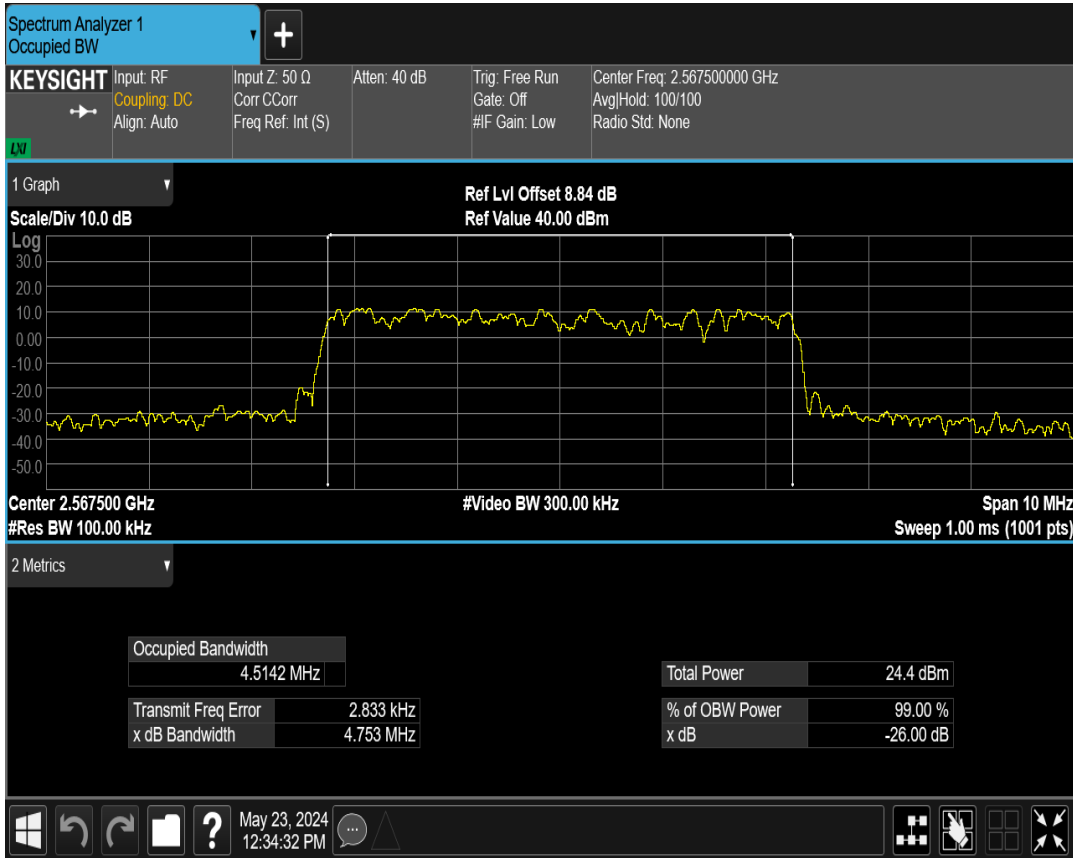 Spectrum Analyzer 1
Occupied BW
+
KEYSIGHT
LXI
Input: RF
Coupling: DC
Align: Auto
Input Z: 50 Ω
Corr CCorr
Freq Ref: Int (S)
Atten: 40 dB
Trig: Free Run
Gate: Off
#IF Gain: Low
Center Freq: 2.567500000 GHz
Avg|Hold: 100/100
Radio Std: None
1 Graph
Ref Lvl Offset 8.84 dB
Scale/Div 10.0 dB
Ref Value 40.00 dBm
Log
30.0
20.0
10.0
0.00
-10.0
-20.0
-30.0
-40.0
-50.0
Center 2.567500 GHz
#Video BW 300.00 kHz
Span 10 MHz
#Res BW 100.00 kHz
Sweep 1.00 ms (1001 pts)
2 Metrics
Occupied Bandwidth
4.5142 MHz
Total Power 24.4 dBm
Transmit Freq Error 2.833 kHz
% of OBW Power 99.00 %
x dB Bandwidth 4.753 MHz
x dB -26.00 dB
?
May 23, 2024
12:34:32 PM